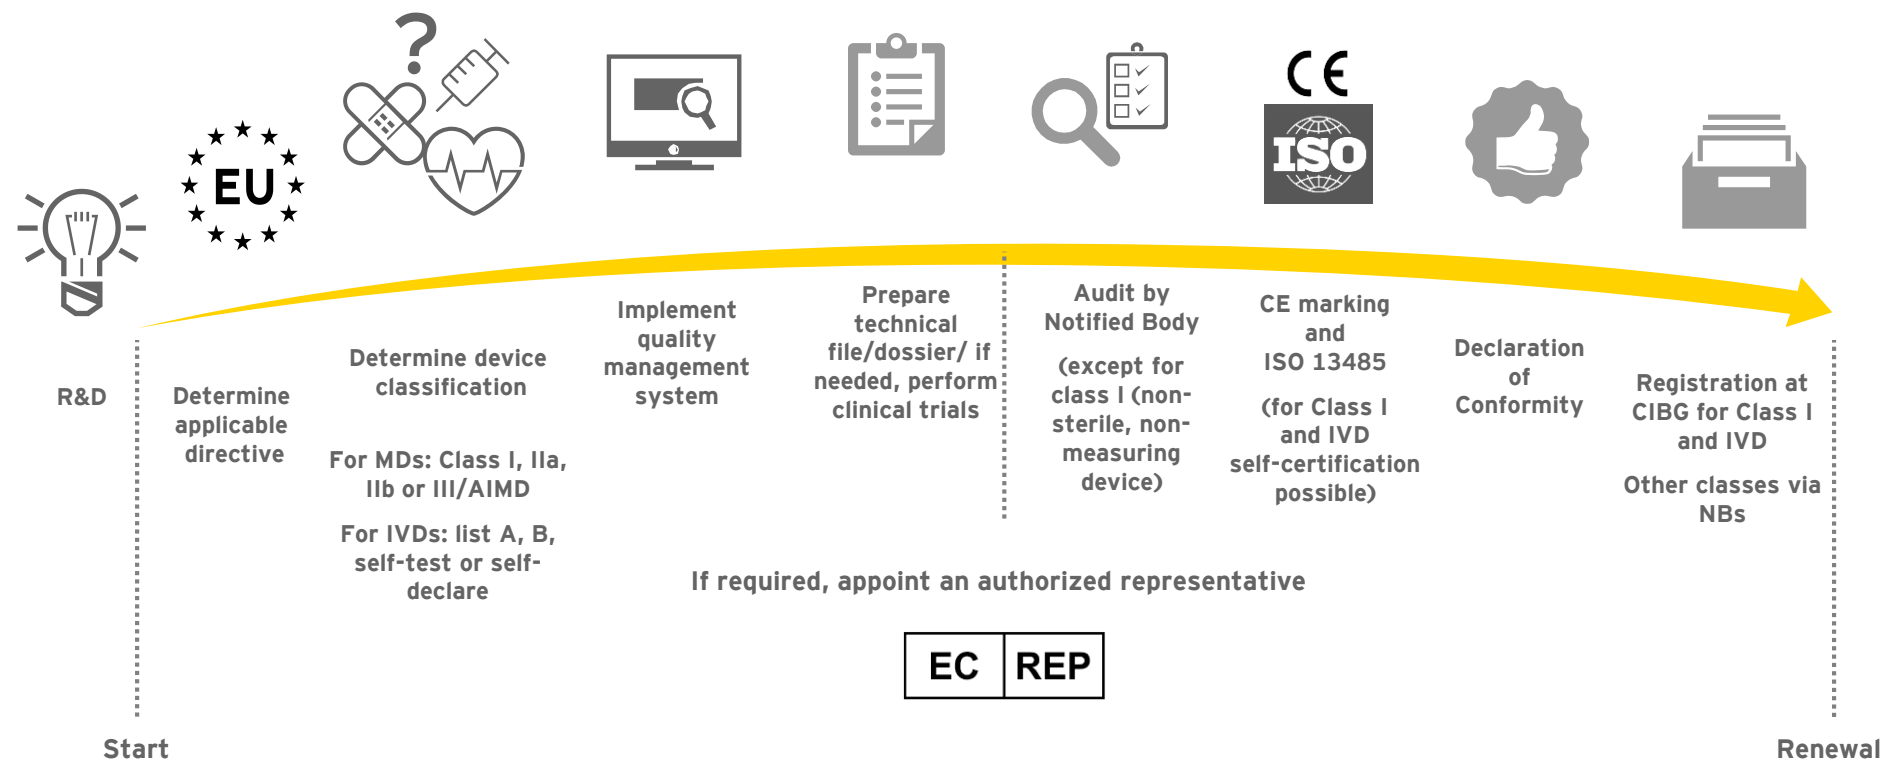 ?
EU
CE
ISO
R&D
Determine
applicable
directive
Determine device
classification
For MDs: Class I, IIa,
IIb or III/AIMD
For IVDs: list A, B,
self-test or self-
declare
Implement
quality
management
system
Prepare
technical
file/dossier/ if
needed, perform
clinical trials
Audit by
Notified Body
(except for
class I (non-
sterile, non-
measuring
device)
CE marking
and
ISO 13485
(for Class I
and IVD
self-certification
possible)
Declaration
of
Conformity
Registration at
CIBG for Class I
and IVD
Other classes via
NBs
If required, appoint an authorized representative
EC REP
Start
Renewal